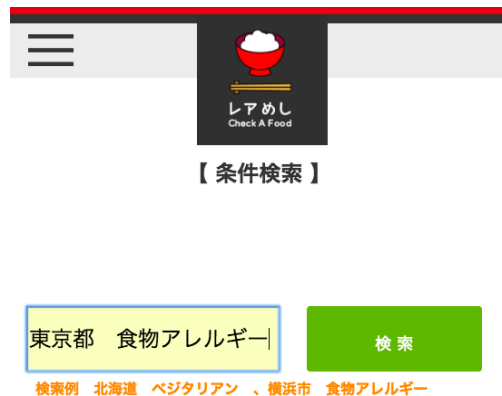 レアめし
Check A Food
【 条件検索 】
東京都　食物アレルギー
検 索
検索例　北海道　ベジタリアン　、横浜市　食物アレルギー